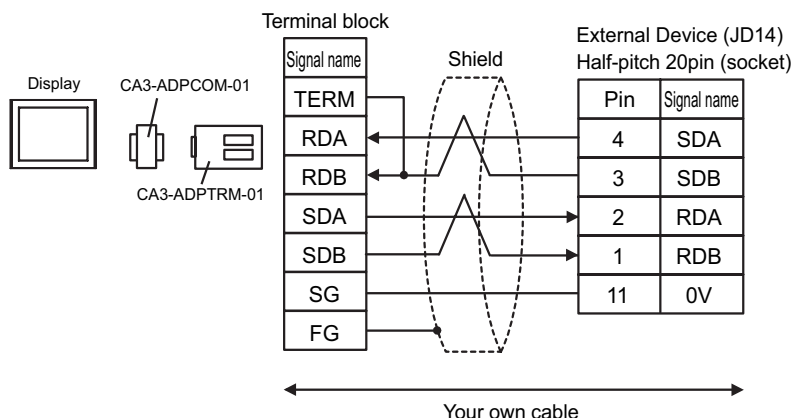 Terminal block
External Device (JD14)
Half-pitch 20pin (socket)
Display
CA3-ADPCOM-01
CA3-ADPTRM-01
Shield
Signal name
TERM
RDA
RDB
SDA
SDB
SG
FG
Pin Signal name
4 SDA
3 SDB
2 RDA
1 RDB
11 0V
Your own cable